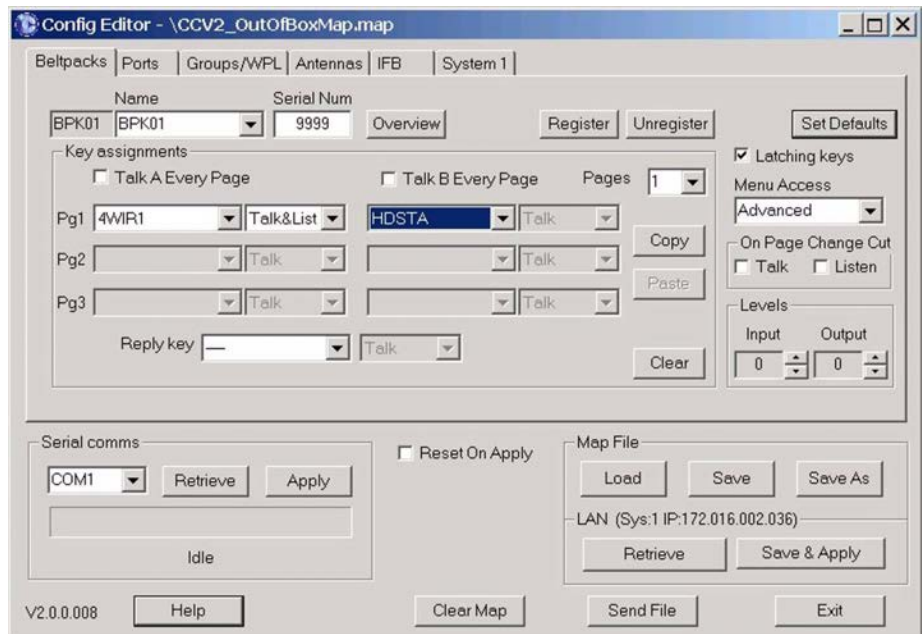 Config Editor - \CCV2_OutOfBoxMap.map
Beltpacks Ports Groups/WPL Antennas IFB System 1
Name Serial Num
BPK01 BPK01 9999 Overview Register Unregister Set Defaults
Key assignments
Talk A Every Page Talk B Every Page Pages 1
Latching keys
Menu Access
Advanced
Pg1 4WIR1 Talk&List HDSTA Talk
Copy
On Page Change Cut
Talk Listen
Pg2 Talk Talk
Paste
Pg3 Talk Talk
Levels
Input Output
0 0
Reply key — Talk
Clear
Serial comms
COM1 Retrieve Apply
Idle
Reset On Apply
Map File
Load Save Save As
LAN (Sys:1 IP:172.016.002.036)
Retrieve Save & Apply
V2.0.0.008 Help Clear Map Send File Exit